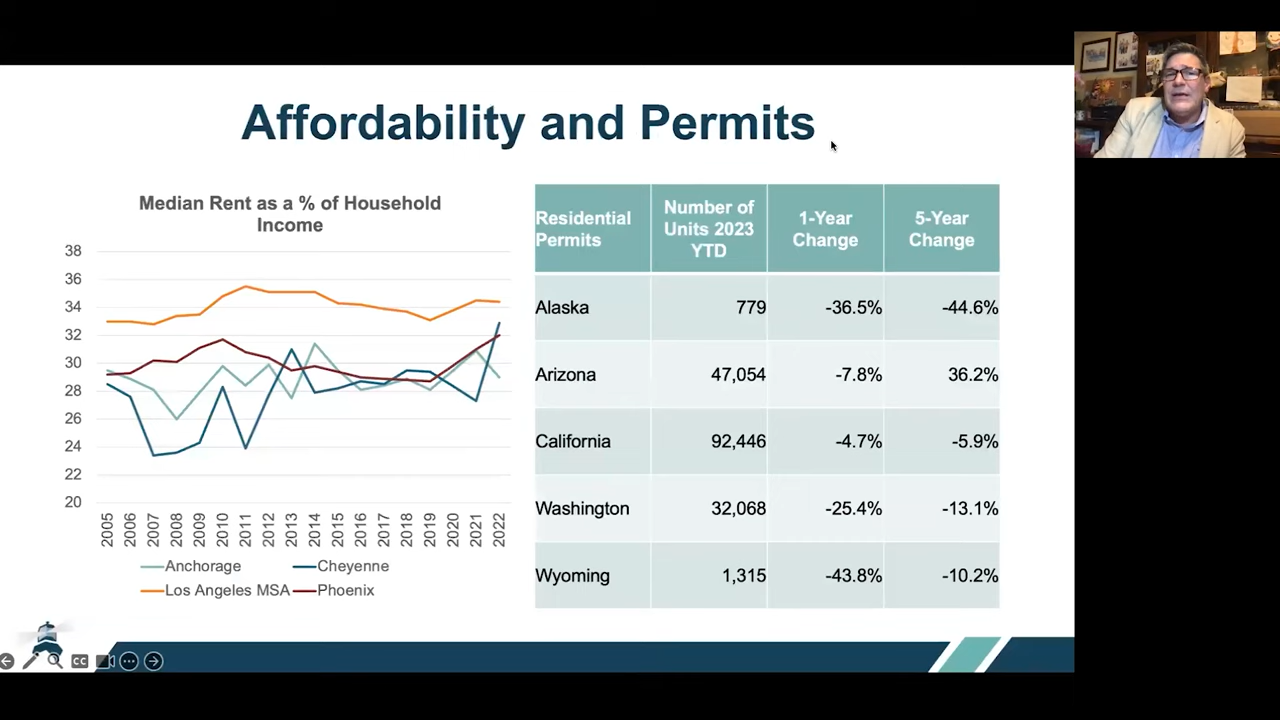 Affordability and Permits
Median Rent as a % of Household
Income
38
36
34
32
30
28
26
24
22
20
2005
2006
2007
2008
2009
2010
2011
2012
2013
2014
2015
2016
2017
2018
2019
2020
2021
2022
Anchorage
Cheyenne
Los Angeles MSA
Phoenix
Residential
Permits
Number of
Units 2023
YTD
1-Year
Change
5-Year
Change
Alaska 779 -36.5% -44.6%
Arizona 47,054 -7.8% 36.2%
California 92,446 -4.7% -5.9%
Washington 32,068 -25.4% -13.1%
Wyoming 1,315 -43.8% -10.2%
CC